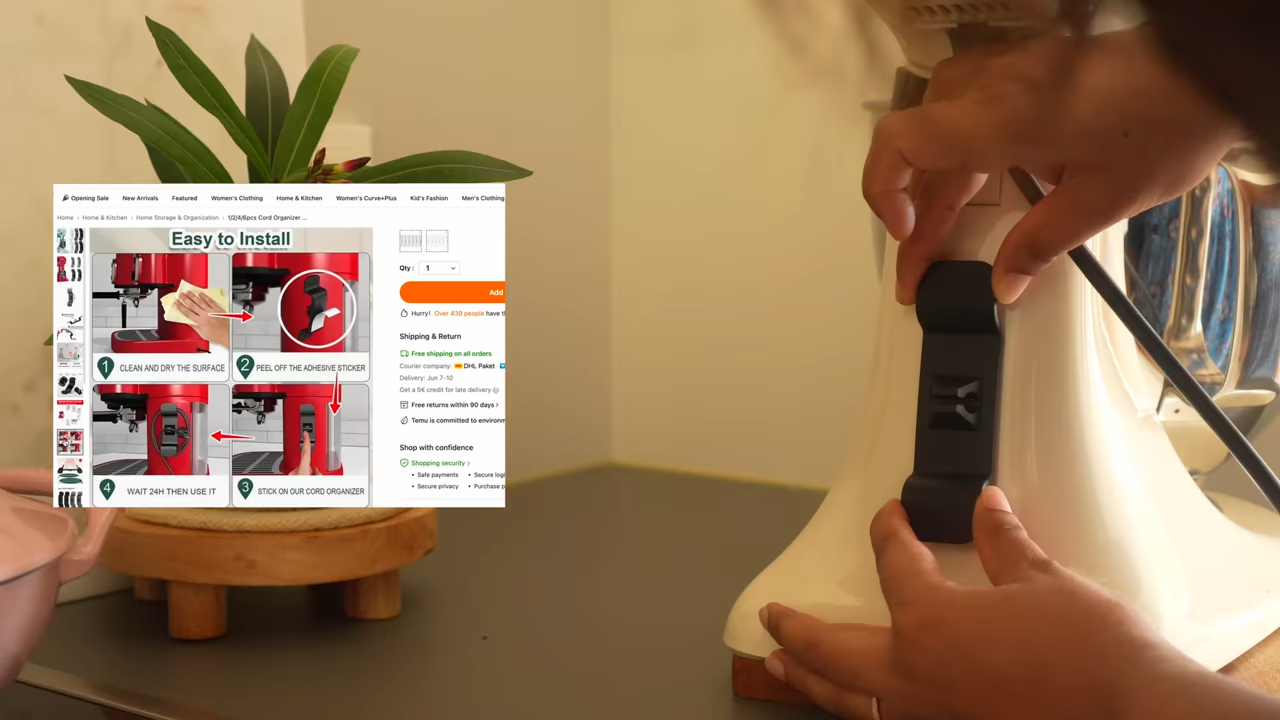 Opening Sale New Arrivals Featured Women's Clothing Home & Kitchen Women's Curve+Plus Kid's Fashion Men's Clothing
Home › Home & Kitchen › Home Storage & Organization › 1/2/4/6pcs Cord Organizer ...
Easy to Install
1 CLEAN AND DRY THE SURFACE
2 PEEL OFF THE ADHESIVE STICKER
4 WAIT 24H THEN USE IT
3 STICK ON OUR CORD ORGANIZER
Qty : 1
Add
Hurry! Over 439 people have
Shipping & Return
Free shipping on all orders
Courier company: DHL Paket
Delivery: Jun 7-10
Get a 5€ credit for late delivery
Free returns within 90 days ›
Temu is committed to
Shop with confidence
Shopping security ›
• Safe payments • Secure
• Secure privacy • Purchase